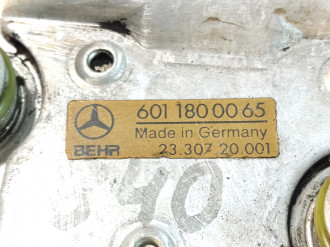 601 180 00 65
Made in Germany
BEHR 23.307 20.001